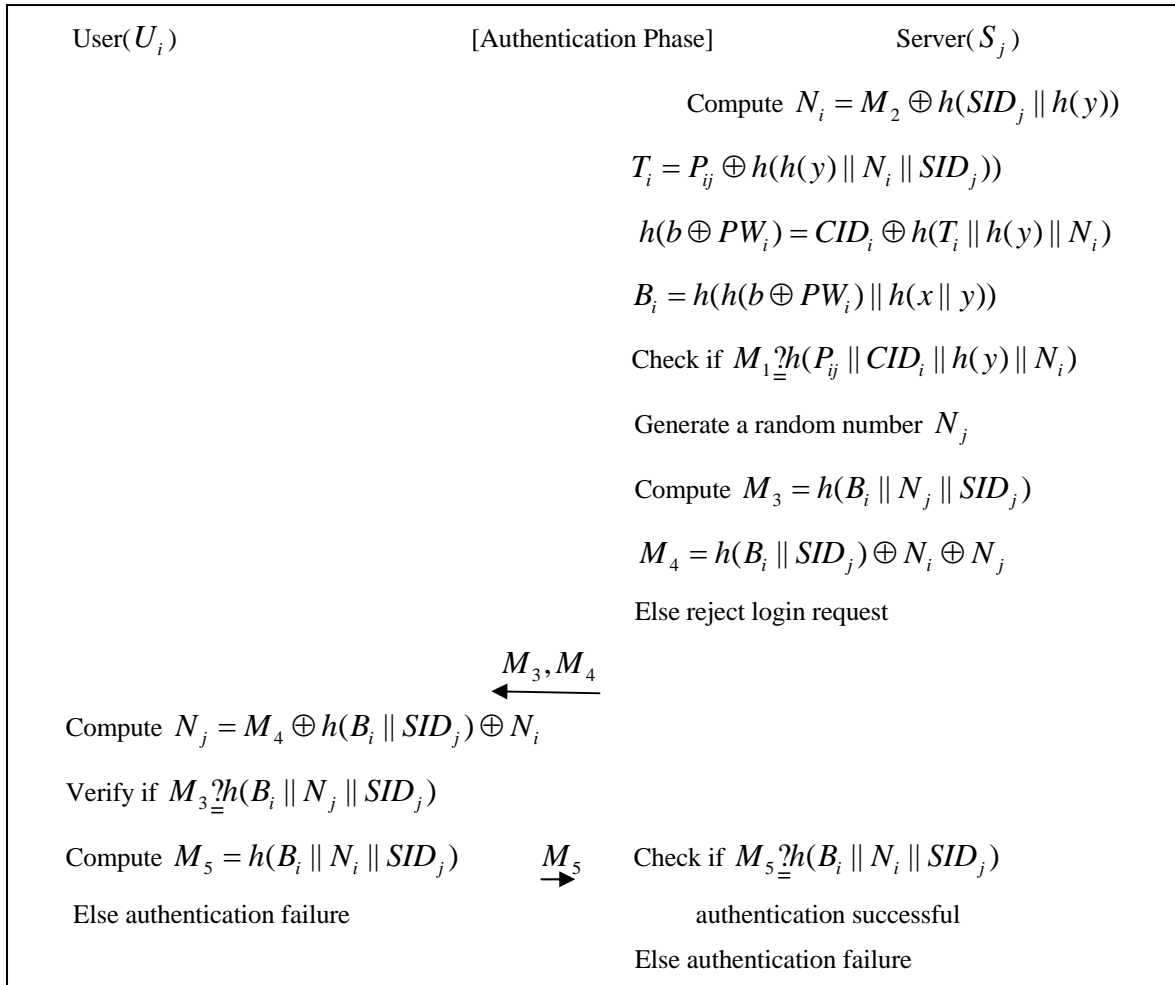 User(U_i) [Authentication Phase] Server(S_j)
Compute N_i = M_2 ⊕ h(SID_j || h(y))
T_i = P_ij ⊕ h(h(y) || N_i || SID_j))
h(b ⊕ PW_i) = CID_i ⊕ h(T_i || h(y) || N_i)
B_i = h(h(b ⊕ PW_i) || h(x || y))
Check if M_1 ?= h(P_ij || CID_i || h(y) || N_i)
Generate a random number N_j
Compute M_3 = h(B_i || N_j || SID_j)
M_4 = h(B_i || SID_j) ⊕ N_i ⊕ N_j
Else reject login request
M_3, M_4
Compute N_j = M_4 ⊕ h(B_i || SID_j) ⊕ N_i
Verify if M_3 ?= h(B_i || N_j || SID_j)
Compute M_5 = h(B_i || N_i || SID_j) M_5 Check if M_5 ?= h(B_i || N_i || SID_j)
Else authentication failure authentication successful
Else authentication failure